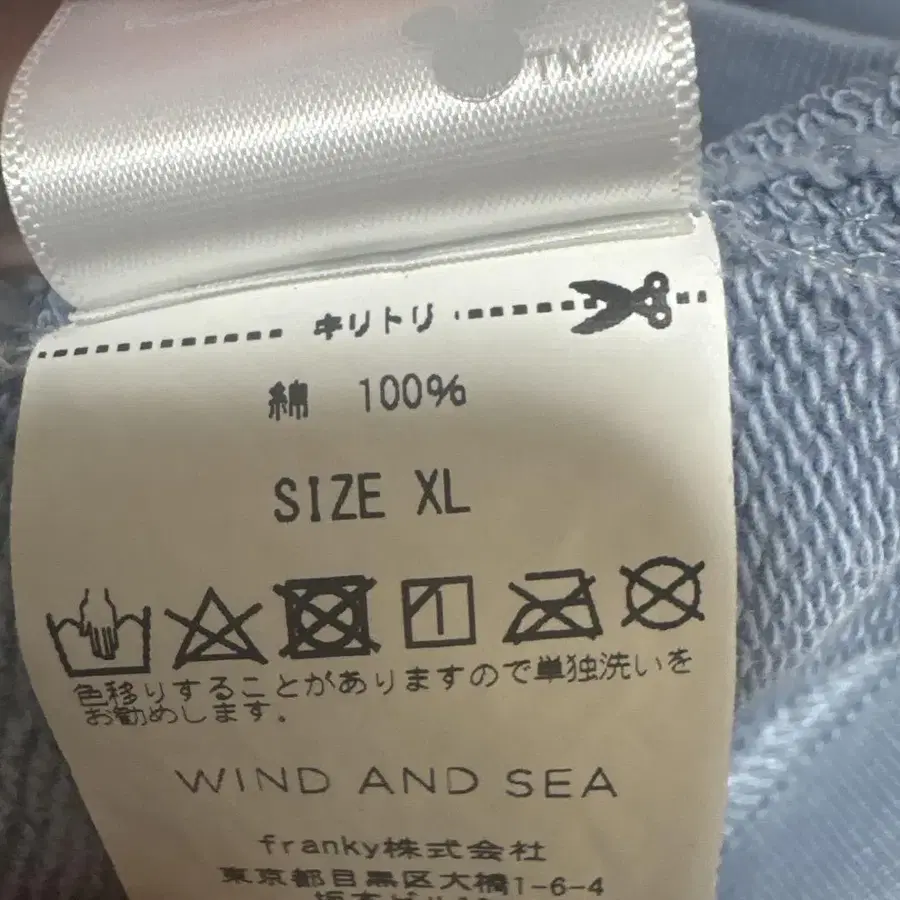 TM
キリトリ
綿 100%
SIZE XL
色移りすることがありますので単独洗いを
お勧めします。
WIND AND SEA
franky株式会社
東京都目黒区大橋1-6-4